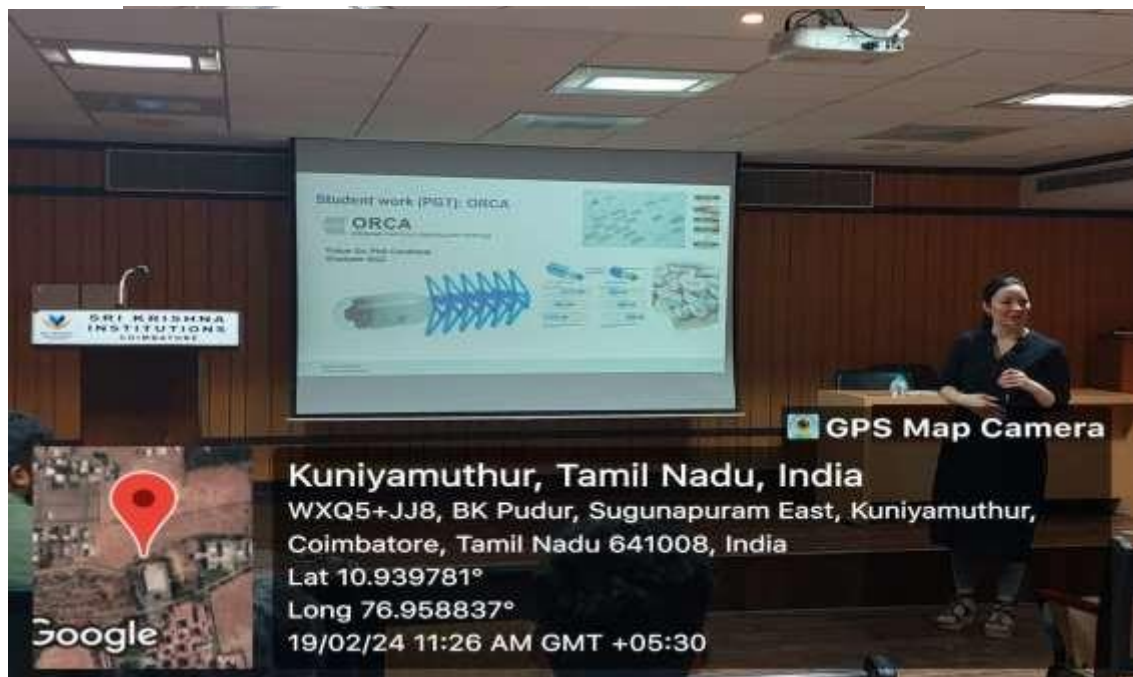 Student work (PGT): ORCA
ORCA
SRI KRISHNA
INSTITUTIONS
COIMBATORE
GPS Map Camera
Kuniyamuthur, Tamil Nadu, India
WXQ5+JJ8, BK Pudur, Sugunapuram East, Kuniyamuthur,
Coimbatore, Tamil Nadu 641008, India
Lat 10.939781°
Long 76.958837°
19/02/24 11:26 AM GMT +05:30
Google